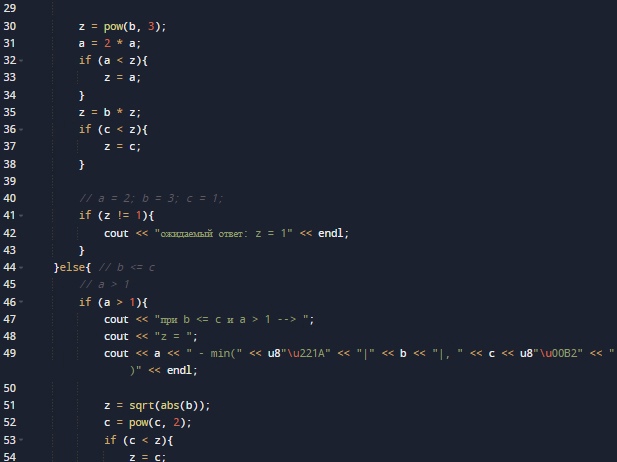 29
30 z = pow(b, 3);
31 a = 2 * a;
32 if (a < z){
33 z = a;
34 }
35 z = b * z;
36 if (c < z){
37 z = c;
38 }
39
40 // a = 2; b = 3; c = 1;
41 if (z != 1){
42 cout << "ожидаемый ответ: z = 1" << endl;
43 }
44 }else{ // b <= c
45 // a > 1
46 if (a > 1){
47 cout << "при b <= c и a > 1 --> ";
48 cout << "z = ";
49 cout << a << " - min(" << u8"\u221A" << "|" << b << "|, " << c << u8"\u00B2" << "
)" << endl;
50
51 z = sqrt(abs(b));
52 c = pow(c, 2);
53 if (c < z){
54 z = c;